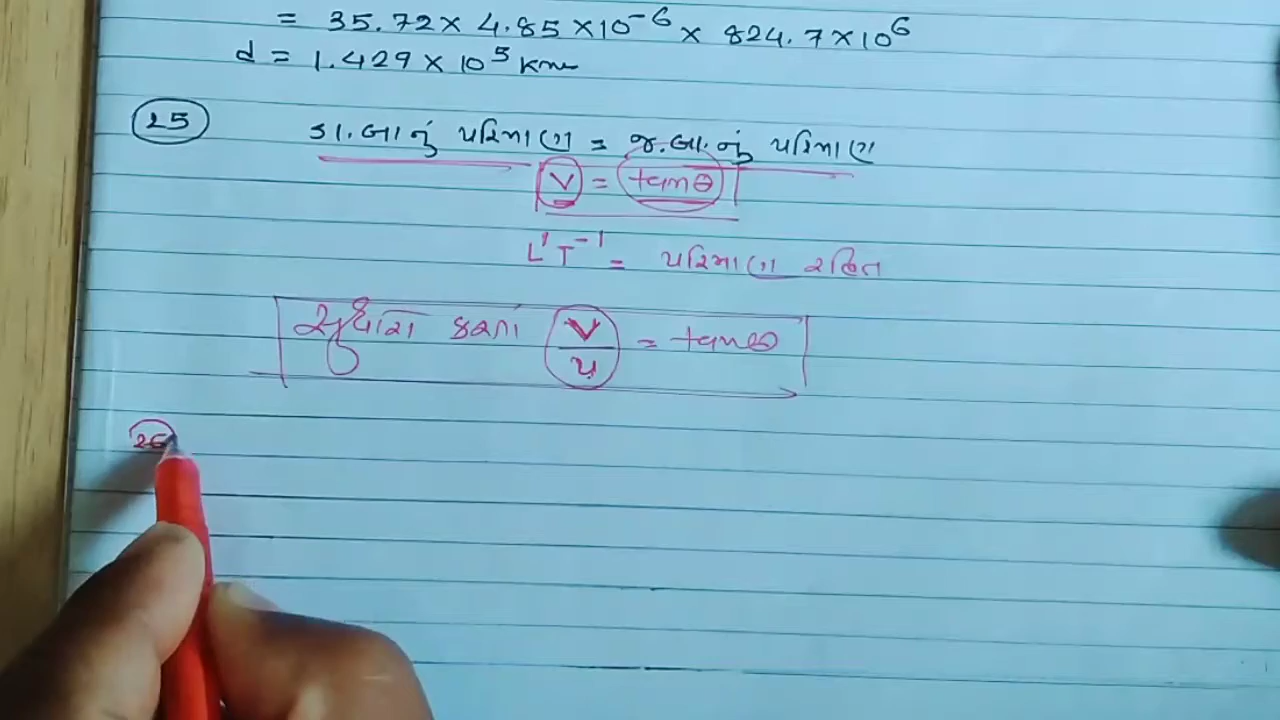 = 35.72 × 4.85 × 10⁻⁶ × 824.7 × 10⁶
d = 1.429 × 10⁵ km
25
ડા.બા નું પરિમાણ = જ.બા.નું પરિમાણ
V = tanθ
L¹T⁻¹ = પરિમાણ રહિત
સુધારો કરતાં V/u = tanθ
26